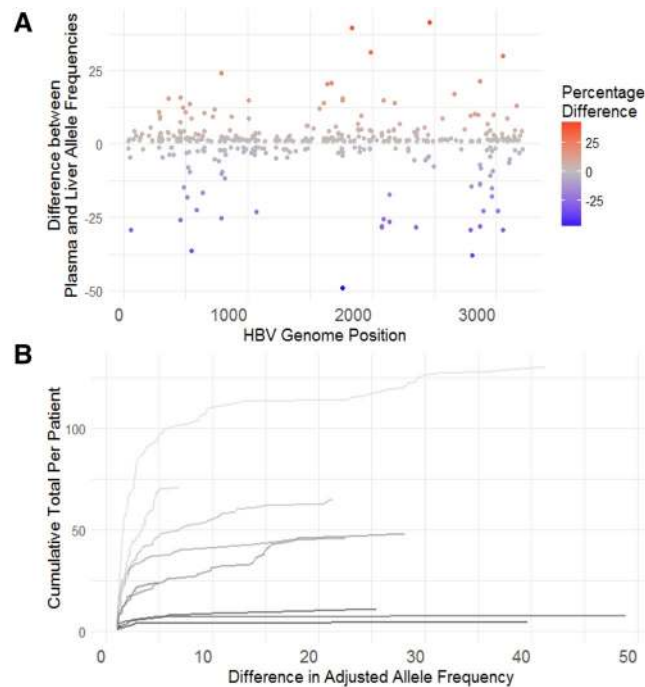 A
Difference between
Plasma and Liver Allele Frequencies
25
0
-25
-50
0
1000
2000
3000
HBV Genome Position
Percentage
Difference
25
0
-25
B
Cumulative Total Per Patient
100
50
0
0
10
20
30
40
50
Difference in Adjusted Allele Frequency